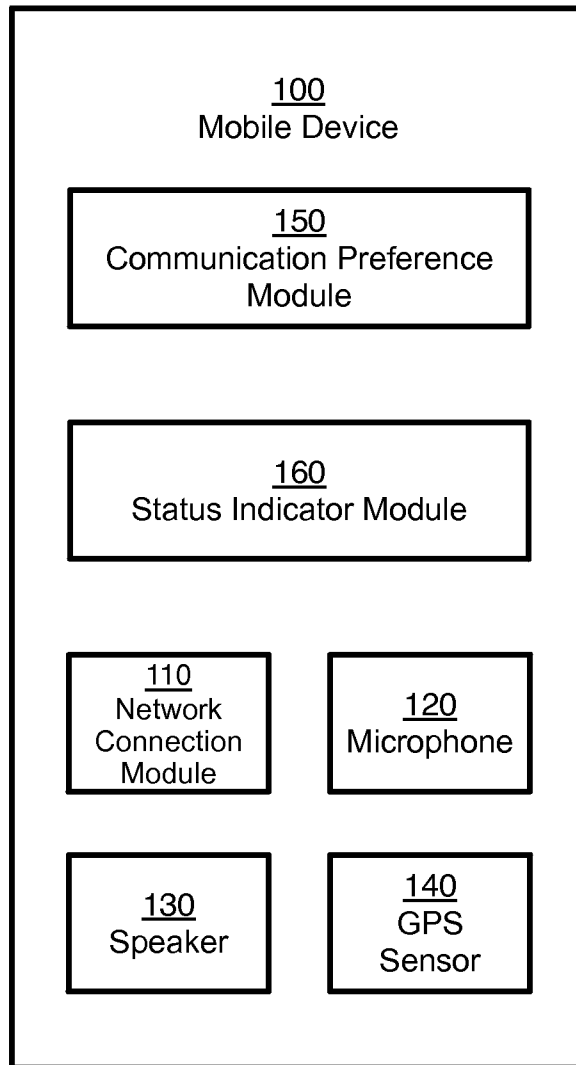 100
Mobile Device
150
Communication Preference
Module
160
Status Indicator Module
110
Network
Connection
Module
120
Microphone
130
Speaker
140
GPS
Sensor